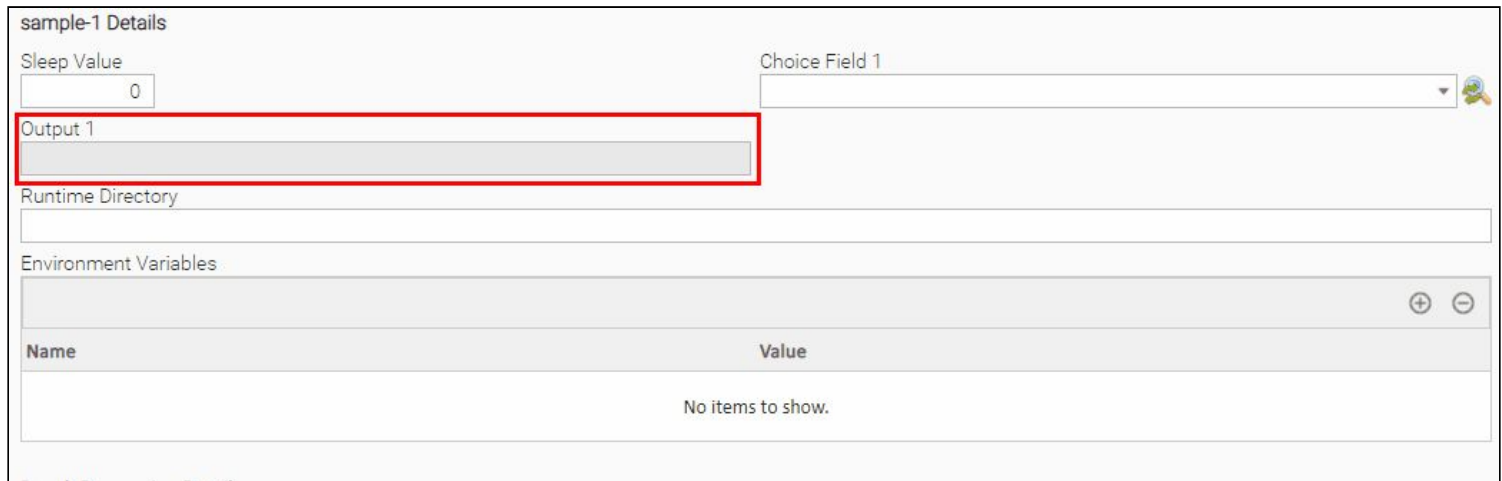 sample-1 Details
Sleep Value
Choice Field 1
0
Output 1
Runtime Directory
Environment Variables
Name Value
No items to show.